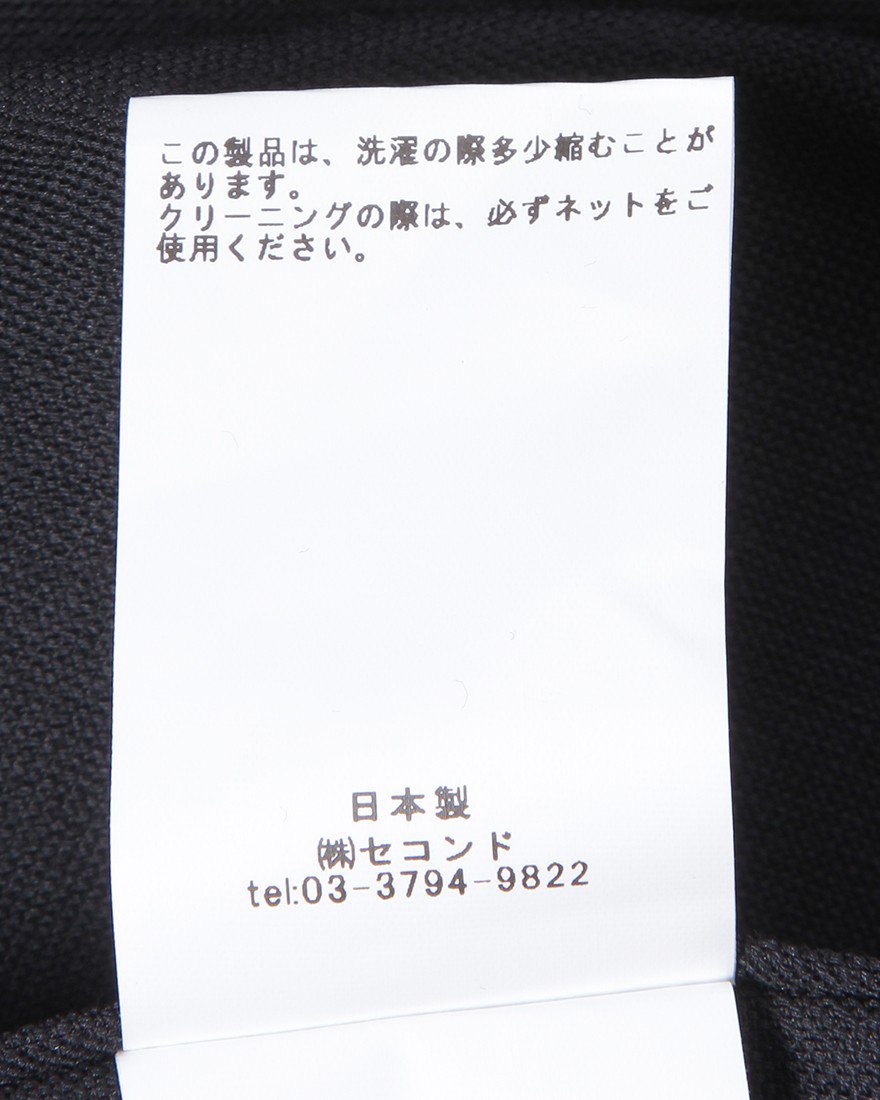 この製品は、洗濯の際多少縮むことが
あります。
クリーニングの際は、必ずネットをご
使用ください。
日本製
㈱セコンド
tel:03-3794-9822